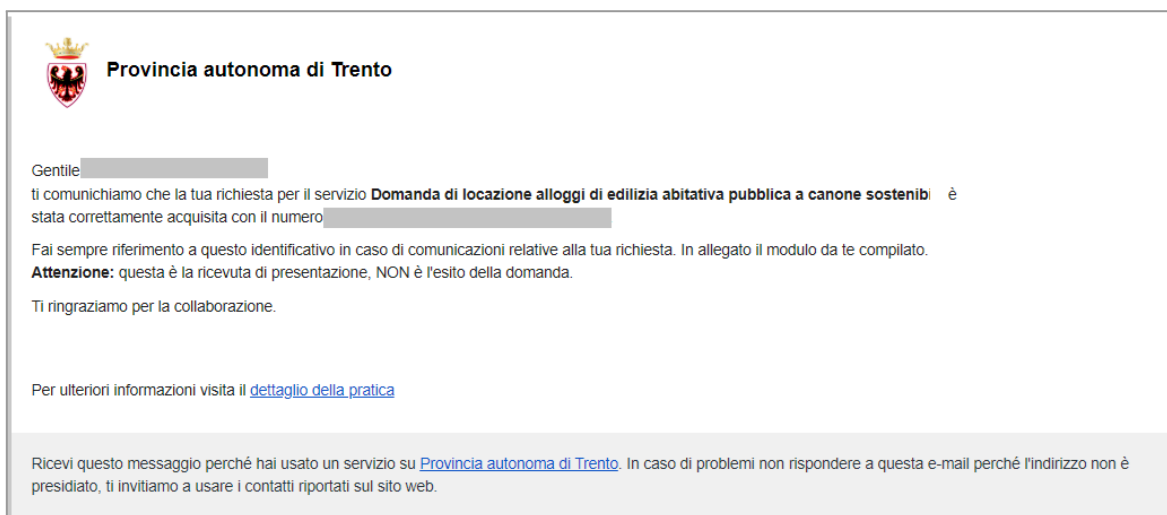 Provincia autonoma di Trento
Gentile
ti comunichiamo che la tua richiesta per il servizio Domanda di locazione alloggi di edilizia abitativa pubblica a canone sostenibi è
stata correttamente acquisita con il numero
Fai sempre riferimento a questo identificativo in caso di comunicazioni relative alla tua richiesta. In allegato il modulo da te compilato.
Attenzione: questa è la ricevuta di presentazione, NON è l'esito della domanda.
Ti ringraziamo per la collaborazione.
Per ulteriori informazioni visita il dettaglio della pratica
Ricevi questo messaggio perché hai usato un servizio su Provincia autonoma di Trento. In caso di problemi non rispondere a questa e-mail perché l'indirizzo non è
presidiato, ti invitiamo a usare i contatti riportati sul sito web.